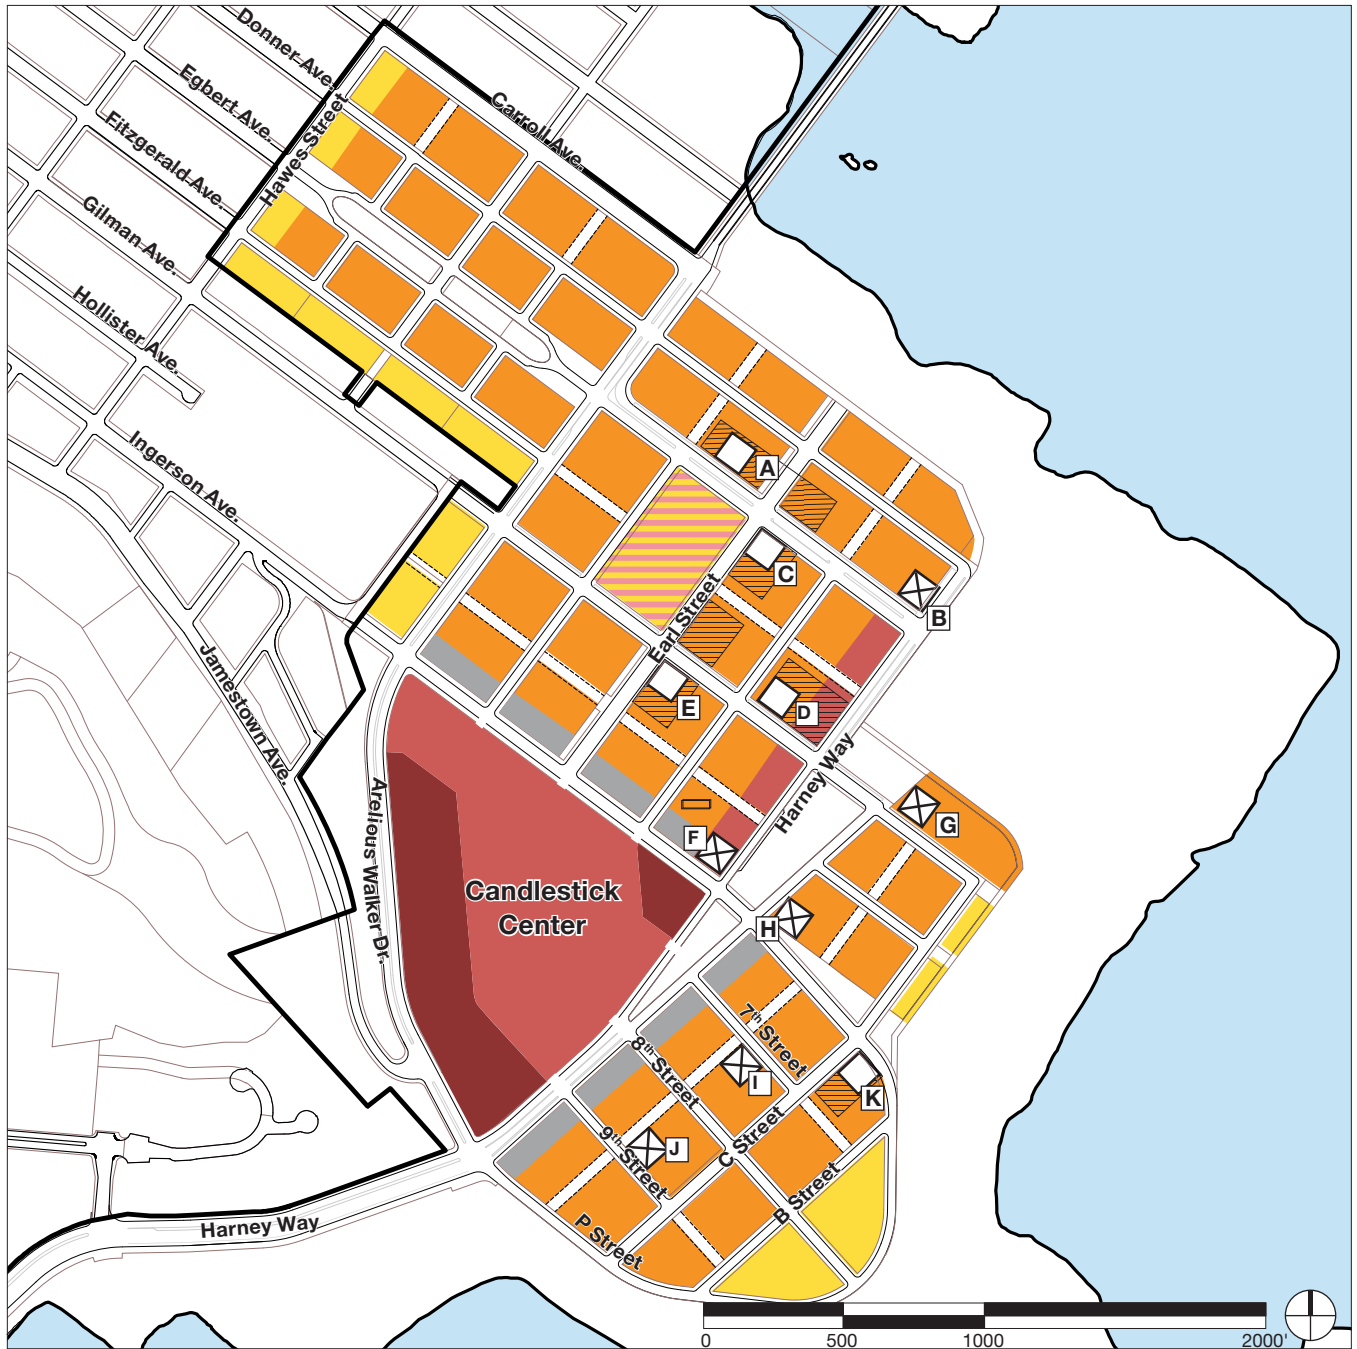 Donner Ave.
Egbert Ave.
Fitzgerald Ave.
Gilman Ave.
Hollister Ave.
Ingerson Ave.
Jamestown Ave.
Hawes Street
Carroll Ave.
A
B
C
D
E
F
G
H
I
J
K
Earl Street
Harney Way
Arelious Walker Dr.
Candlestick
Center
7th Street
8th Street
9th Street
C Street
B Street
P Street
Harney Way
0 500 1000 2000'